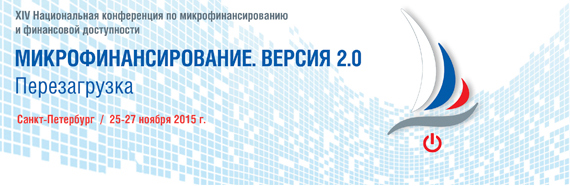 XIV Национальная конференция по микрофинансированию
и финансовой доступности
МИКРОФИНАНСИРОВАНИЕ. ВЕРСИЯ 2.0
Перезагрузка
Санкт-Петербург / 25-27 ноября 2015 г.